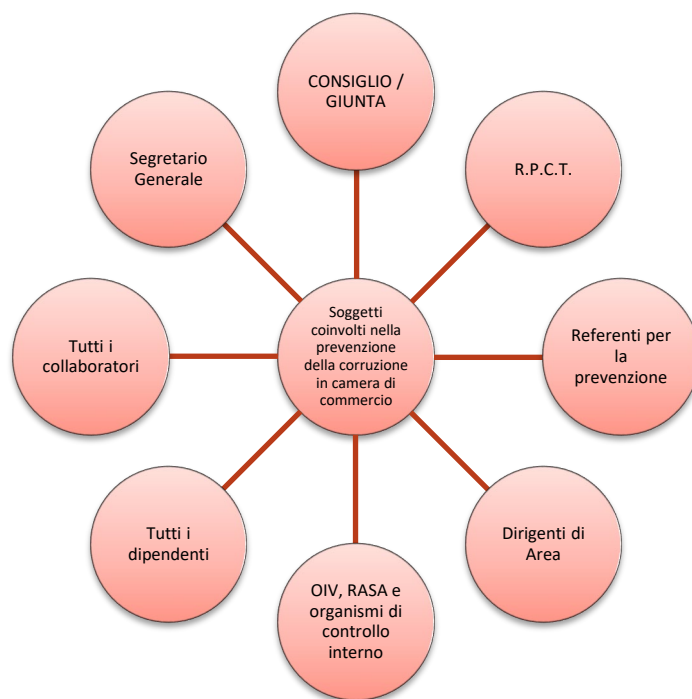 CONSIGLIO /
GIUNTA
R.P.C.T.
Referenti per
la
prevenzione
Dirigenti di
Area
OIV, RASA e
organismi di
controllo
interno
Tutti i
dipendenti
Tutti i
collaboratori
Segretario
Generale
Soggetti
coinvolti nella
prevenzione
della corruzione
in camera di
commercio